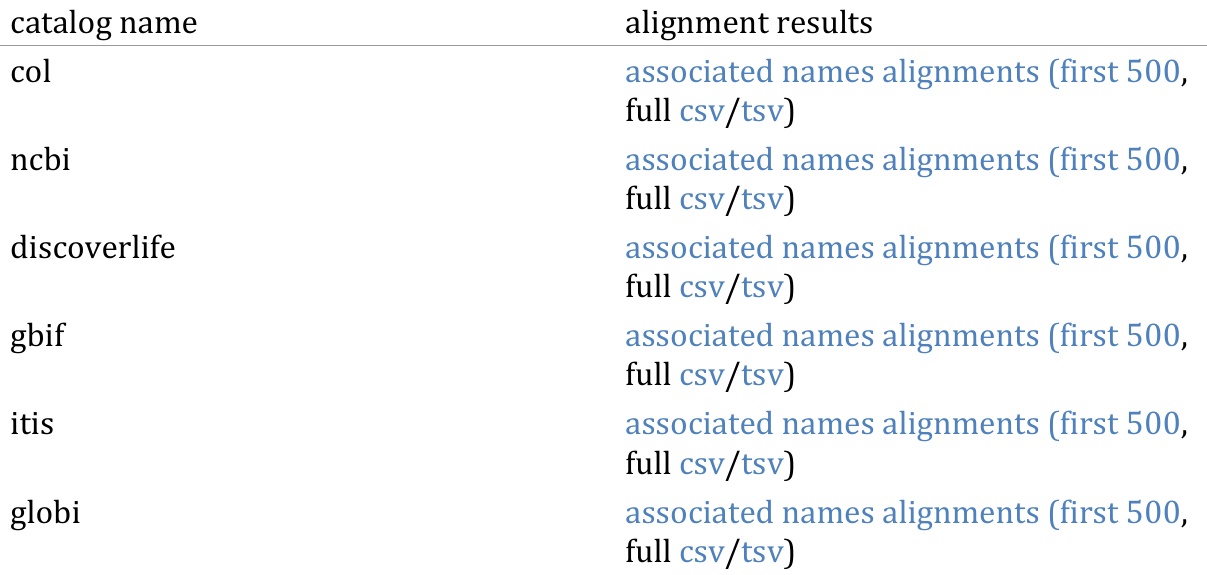 catalog name alignment results
col associated names alignments (first 500,
full csv/tsv)
ncbi associated names alignments (first 500,
full csv/tsv)
discoverlife associated names alignments (first 500,
full csv/tsv)
gbif associated names alignments (first 500,
full csv/tsv)
itis associated names alignments (first 500,
full csv/tsv)
globi associated names alignments (first 500,
full csv/tsv)